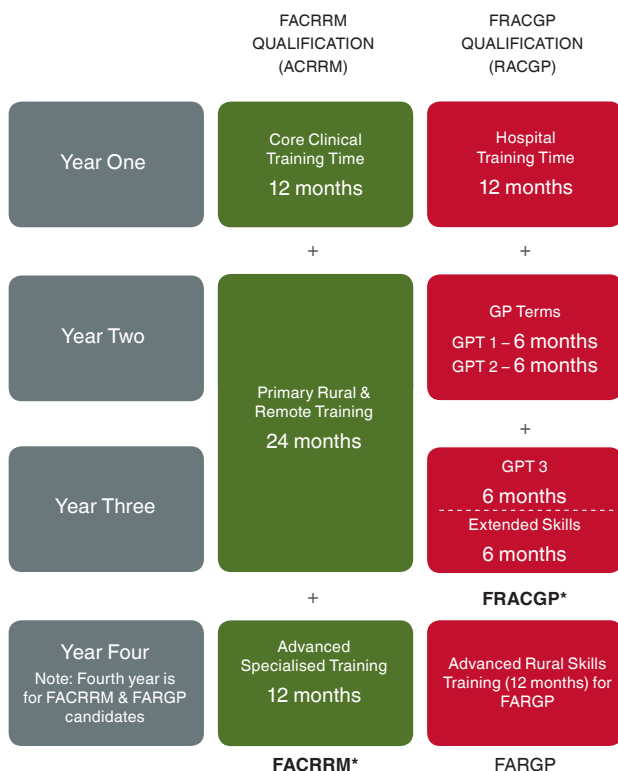 FACRRM
QUALIFICATION
(ACRRM)
FRACGP
QUALIFICATION
(RACGP)
Year One
Core Clinical
Training Time
12 months
Hospital
Training Time
12 months
+
+
Year Two
Primary Rural &
Remote Training
24 months
GP Terms
GPT 1 – 6 months
GPT 2 – 6 months
+
Year Three
GPT 3
6 months
Extended Skills
6 months
+
FRACGP*
Year Four
Note: Fourth year is
for FACRRM & FARGP
candidates
Advanced
Specialised Training
12 months
Advanced Rural Skills
Training (12 months) for
FARGP
FACRRM*
FARGP